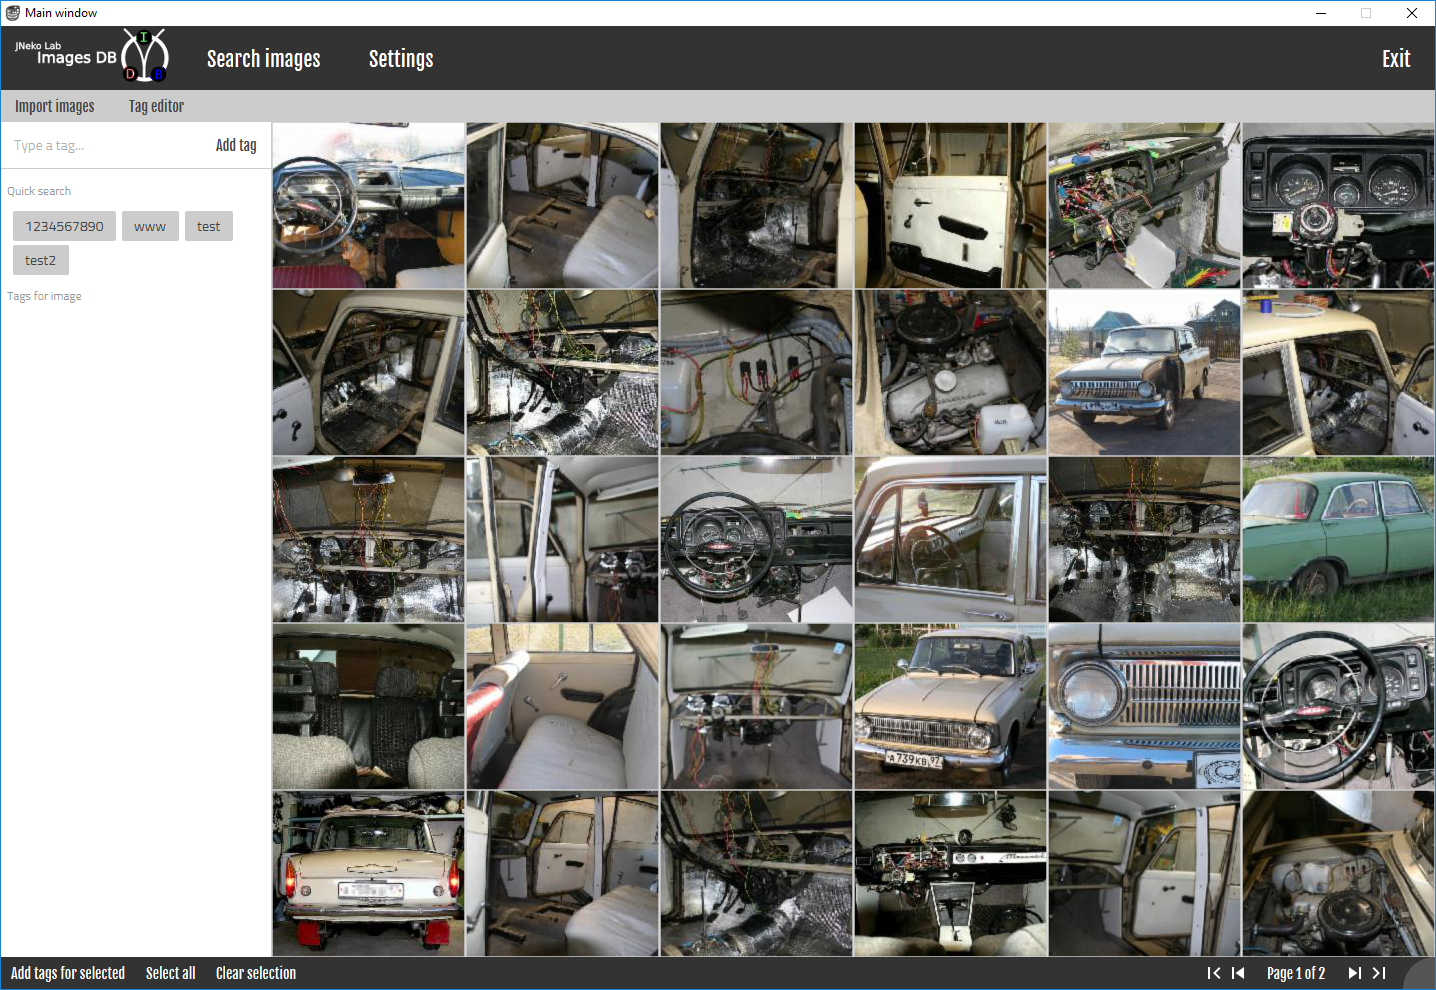 Main window
JNeko Lab
Images DB
I
D
B
Search images
Settings
Exit
Import images
Tag editor
Type a tag...
Add tag
Quick search
1234567890
www
test
test2
Tags for image
А739КВ 97
Add tags for selected
Select all
Clear selection
Page 1 of 2